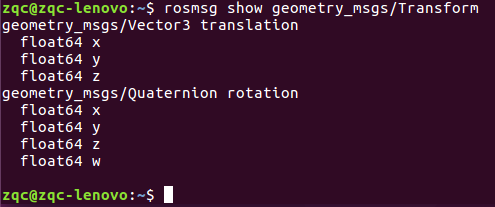 zqc@zqc-lenovo:~$ rosmsg show geometry_msgs/Transform
geometry_msgs/Vector3 translation
  float64 x
  float64 y
  float64 z
geometry_msgs/Quaternion rotation
  float64 x
  float64 y
  float64 z
  float64 w

zqc@zqc-lenovo:~$